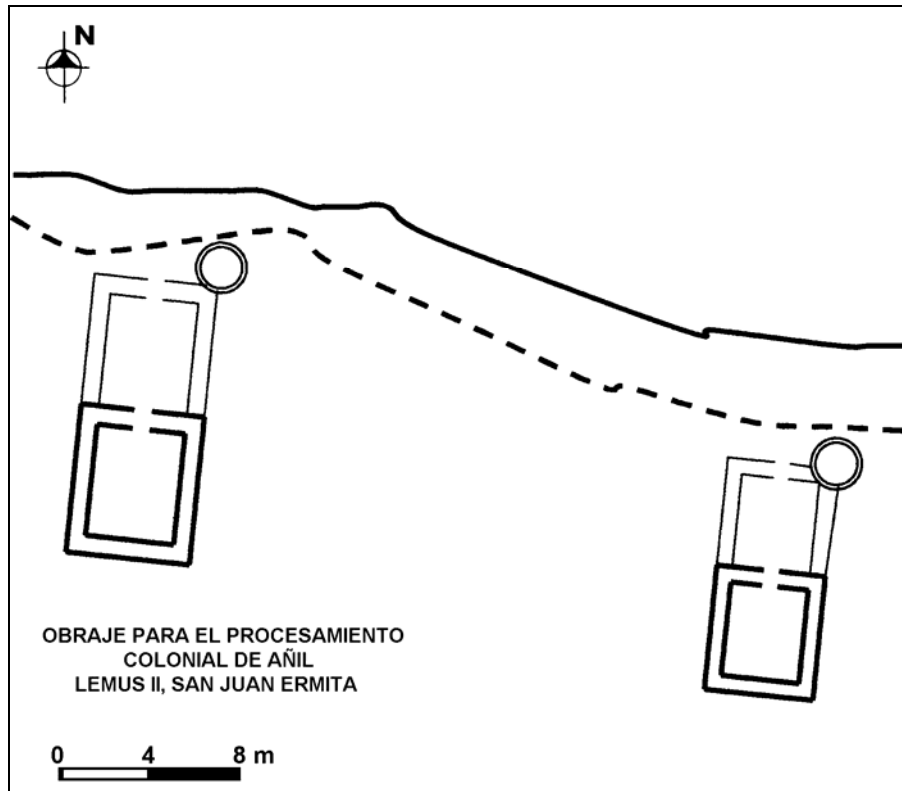 N
OBRAJE PARA EL PROCESAMIENTO
COLONIAL DE AÑIL
LEMUS II, SAN JUAN ERMITA
0 4 8 m